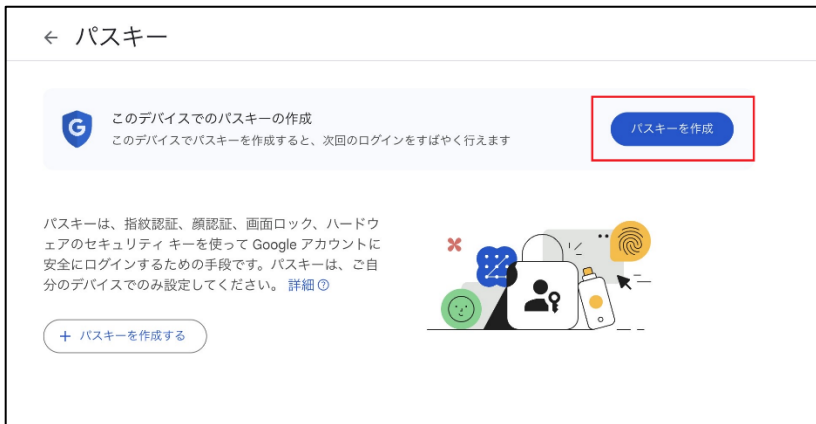 ← パスキー
このデバイスでのパスキーの作成
このデバイスでパスキーを作成すると、次回のログインをすばやく行えます
パスキーを作成
パスキーは、指紋認証、顔認証、画面ロック、ハードウ
ェアのセキュリティ キーを使って Google アカウントに
安全にログインするための手段です。パスキーは、ご自
分のデバイスでのみ設定してください。 詳細
+ パスキーを作成する